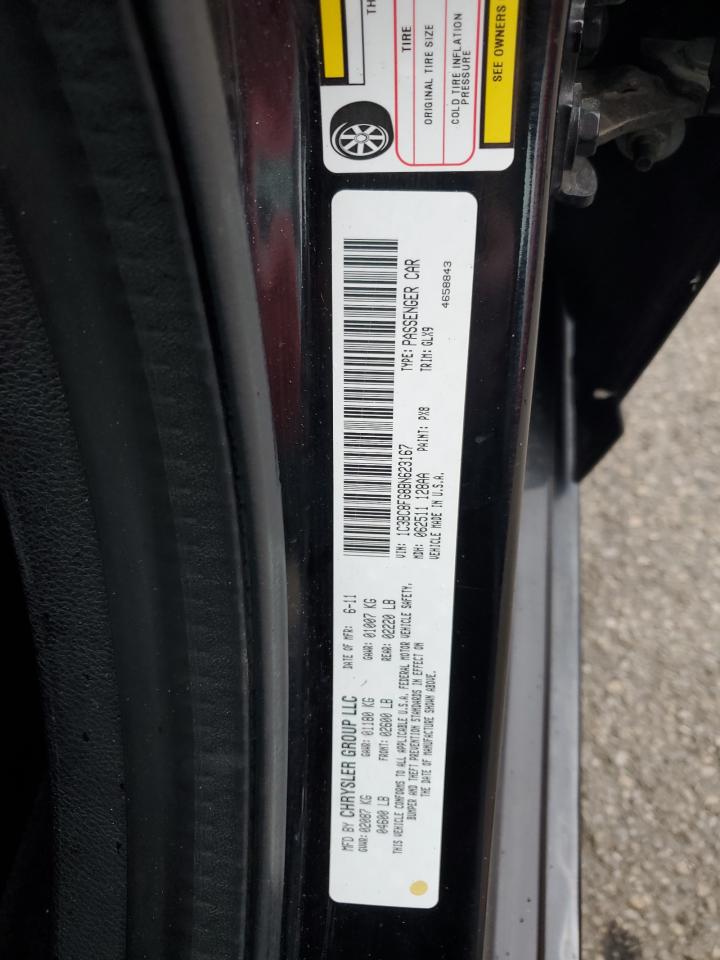 MFD BY CHRYSLER GROUP LLC
DATE OF MFR: 6-11
GVWR: 02087 KG
GAWR: 01180 KG
GAWR: 01007 KG
04600 LB
FRONT: 02600 LB
REAR: 02220 LB
THIS VEHICLE CONFORMS TO ALL APPLICABLE U.S.A. FEDERAL MOTOR VEHICLE SAFETY,
BUMPER AND THEFT PREVENTION STANDARDS IN EFFECT ON
THE DATE OF MANUFACTURE SHOWN ABOVE.
VIN: 1C3BC8FG8BN623167
TYPE: PASSENGER CAR
MDH: 062511 128AA
PAINT: PX8
TRIM: GLX9
VEHICLE MADE IN U.S.A.
4658843
TH
TIRE
ORIGINAL TIRE SIZE
COLD TIRE INFLATION
PRESSURE
SEE OWNERS